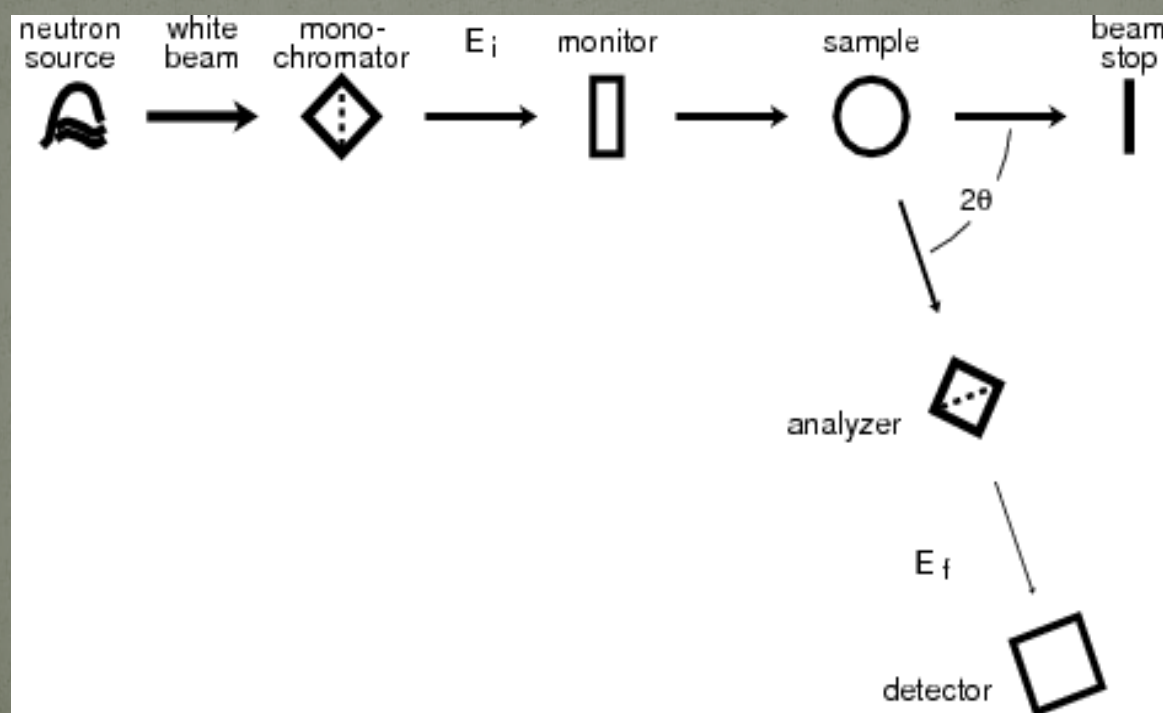 neutron
source
white
beam
mono-
chromator
E i
monitor
sample
beam
stop
2θ
analyzer
E f
detector